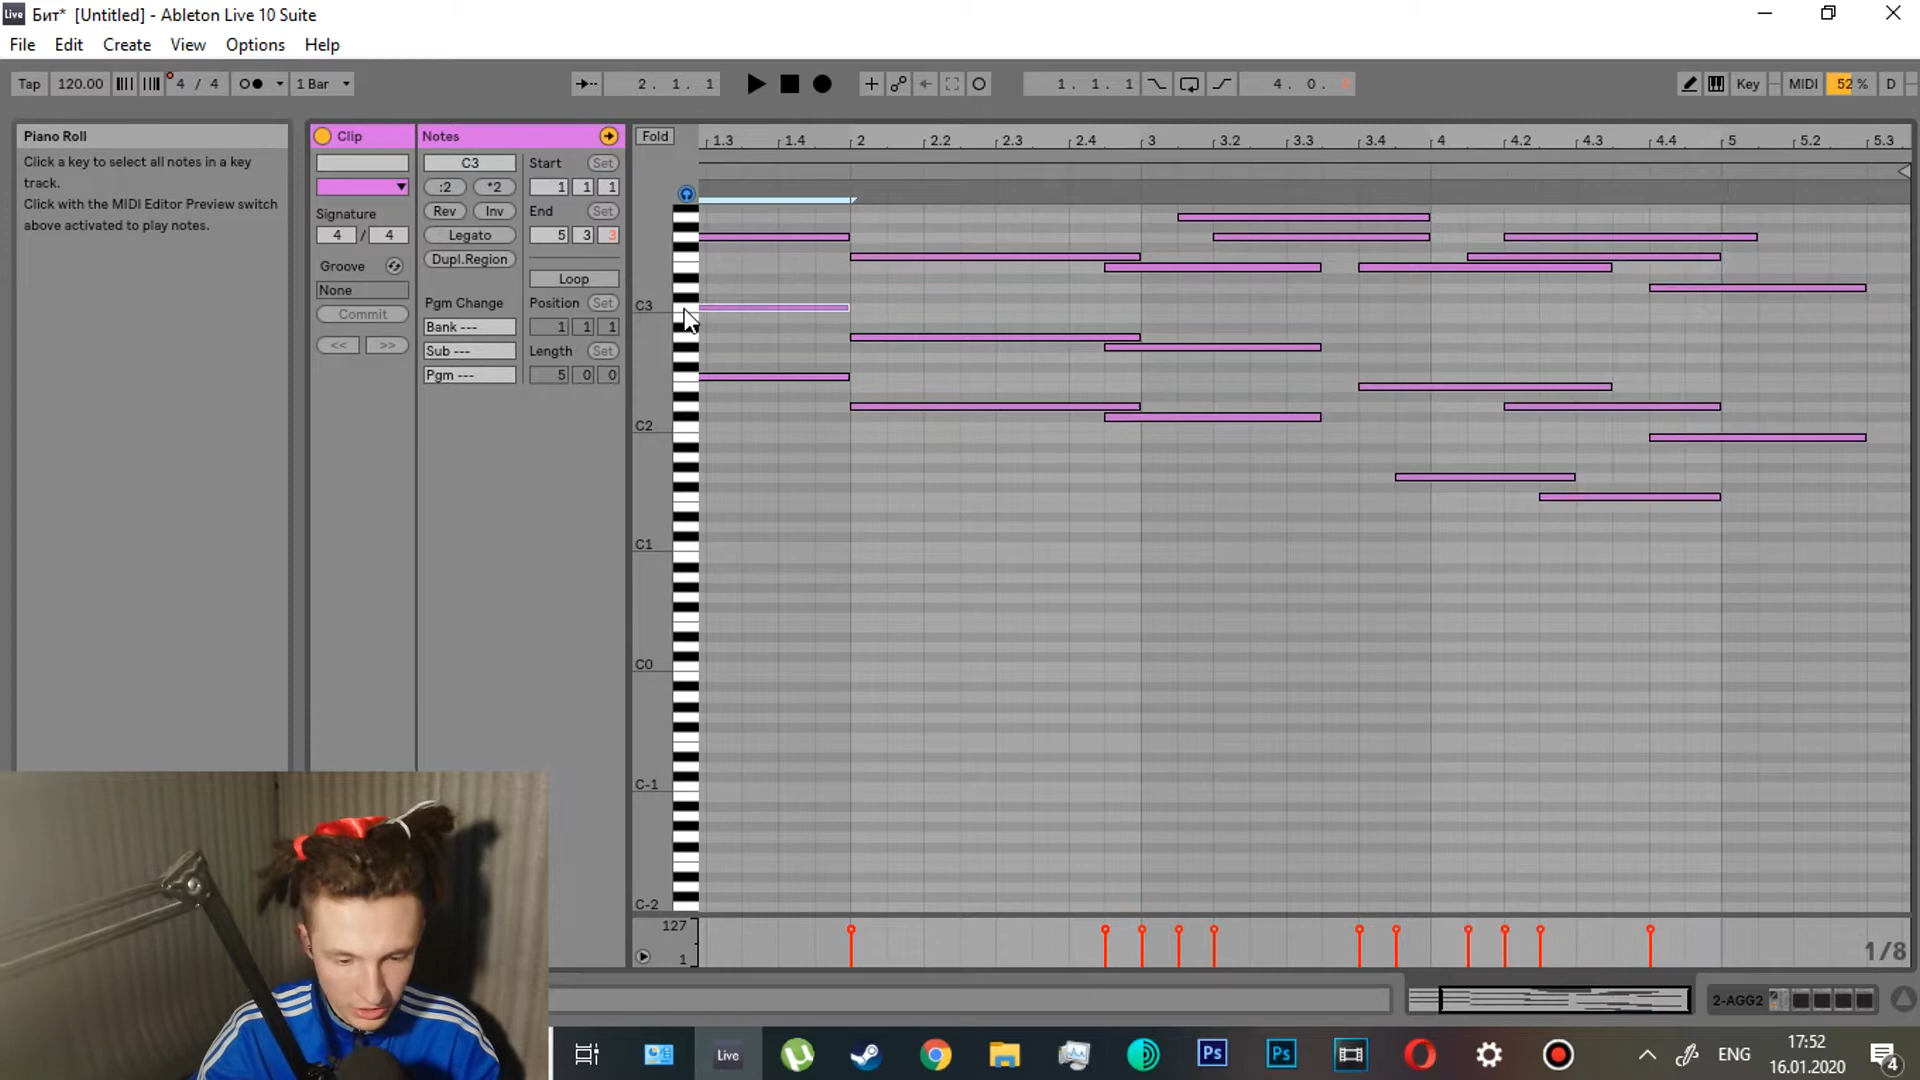 Live Бит* [Untitled] - Ableton Live 10 Suite
File Edit Create View Options Help
Tap 120.00 4 / 4 1 Bar 2. 1. 1 1. 1. 1 4. 0. Key MIDI 52 % D
Piano Roll
Click a key to select all notes in a key
track.
Click with the MIDI Editor Preview switch
above activated to play notes.
Clip
Signature
4 / 4
Groove
None
Commit
<< >>
Notes
C3
:2 *2
Rev Inv
Legato
Dupl.Region
Pgm Change
Bank ---
Sub ---
Pgm ---
Start Set
1 1 1
End Set
5 3 3
Loop
Position Set
1 1 1
Length Set
5 0 0
Fold
1.3 1.4 2 2.2 2.3 2.4 3 3.2 3.3 3.4 4 4.2 4.3 4.4 5 5.2 5.3
C3
C2
C1
C0
C-1
C-2
127
1
1/8
2-AGG2
Live Ps Ps ENG
17:52
16.01.2020
4